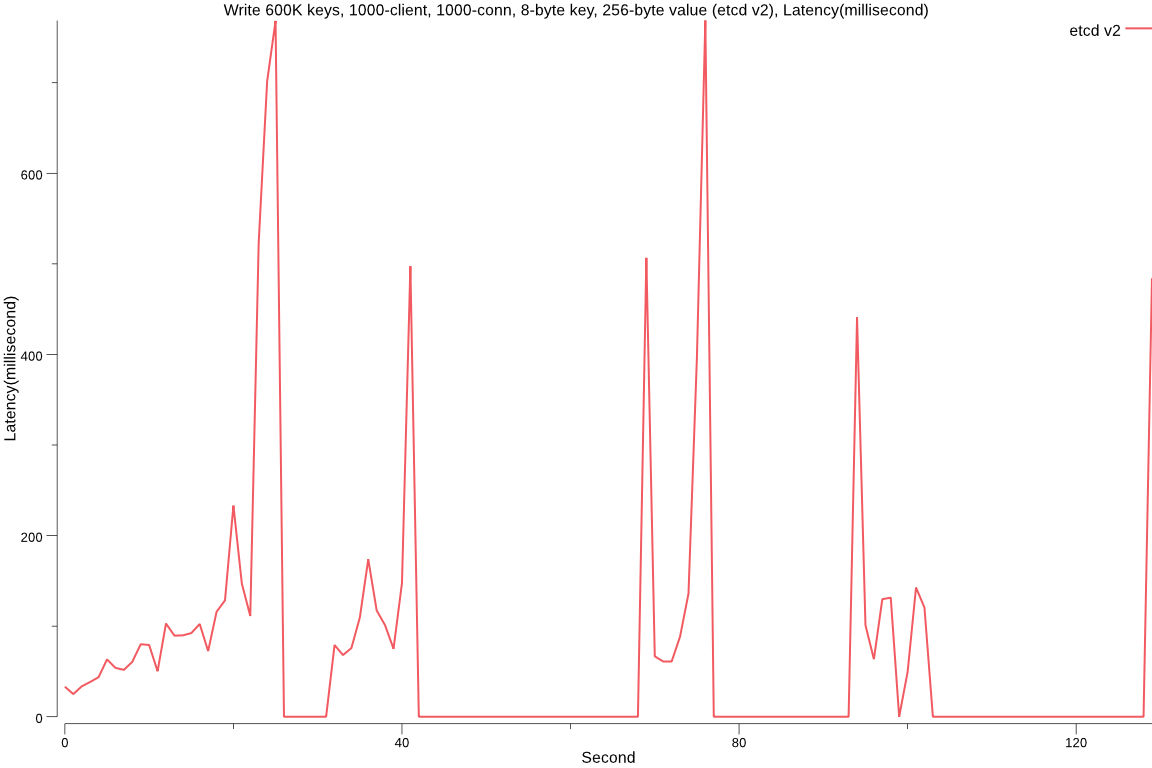 Write 600K keys, 1000-client, 1000-conn, 8-byte key, 256-byte value (etcd v2), Latency(millisecond)
etcd v2
600
400
200
0
Latency(millisecond)
0 40 80 120
Second